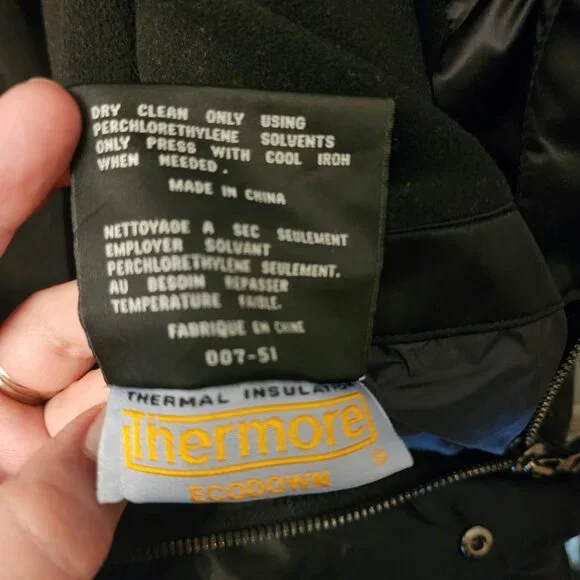 DRY CLEAN ONLY USING
PERCHLORETHYLENE SOLVENTS
ONLY PRESS WITH COOL IRON
WHEN NEEDED.
MADE IN CHINA
NETTOYAGE A SEC SEULEMENT
EMPLOYER SOLVANT
PERCHLORETHYLENE SEULEMENT.
AU BESOIN REPASSER
TEMPERATURE FAIBLE.
FABRIQUE EN CHINE
007-51
THERMAL INSULATION
Thermore
ECODOWN